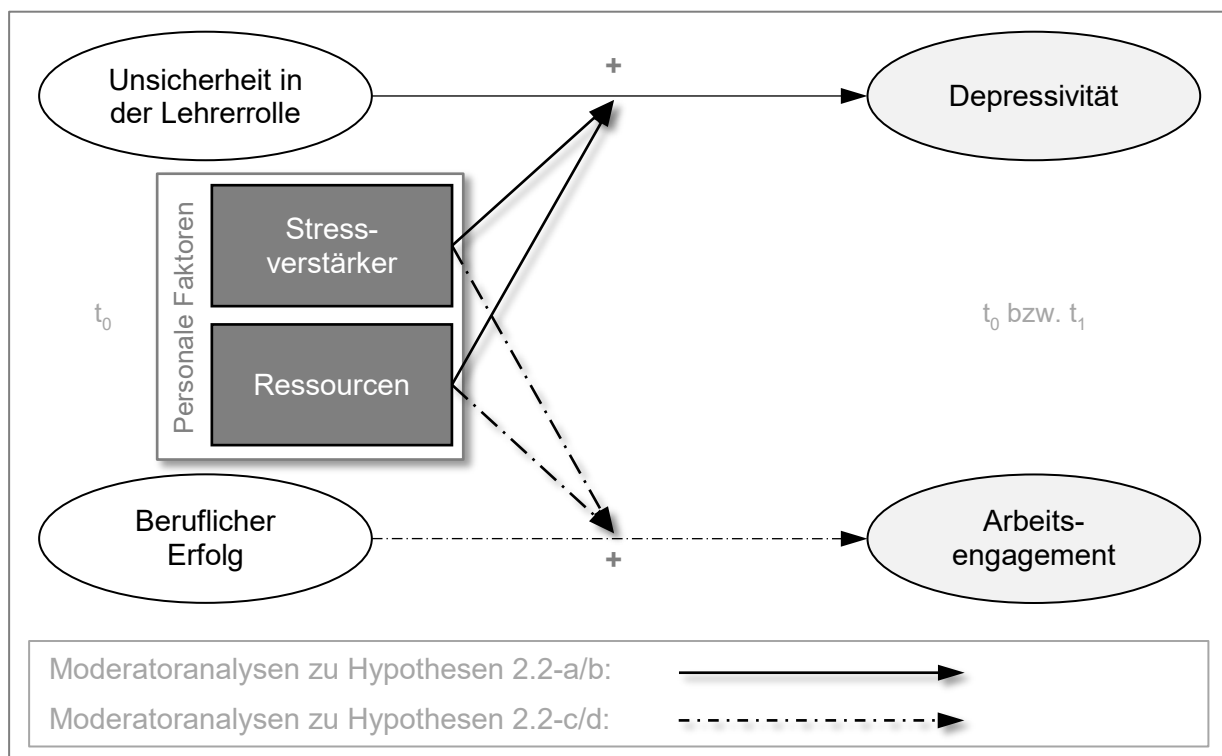 +
Unsicherheit in
der Lehrerrolle
Depressivität
Personale Faktoren
Stress-
verstärker
t0
t0 bzw. t1
Ressourcen
Beruflicher
Erfolg
Arbeits-
engagement
+
Moderatoranalysen zu Hypothesen 2.2-a/b:
Moderatoranalysen zu Hypothesen 2.2-c/d: